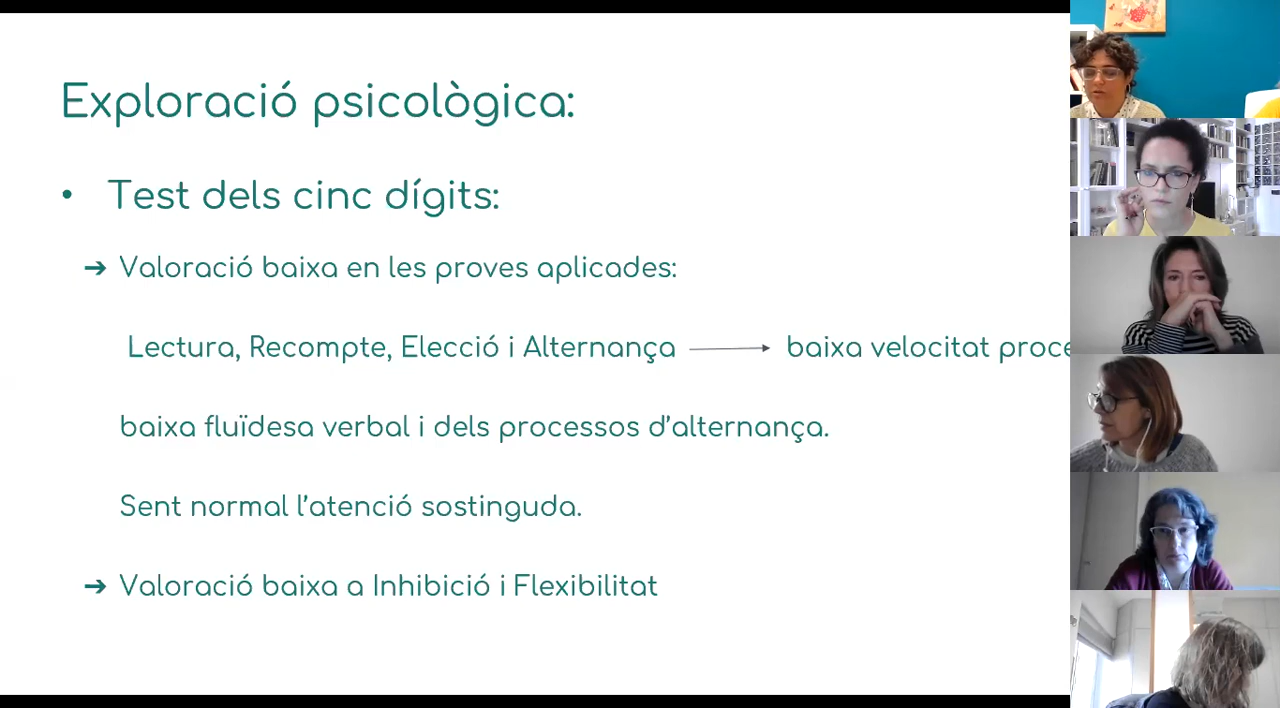 Exploració psicològica:
• Test dels cinc dígits:
➔ Valoració baixa en les proves aplicades:
Lectura, Recompte, Elecció i Alternança ⟶ baixa velocitat proce
baixa fluïdesa verbal i dels processos d'alternança.
Sent normal l'atenció sostinguda.
➔ Valoració baixa a Inhibició i Flexibilitat